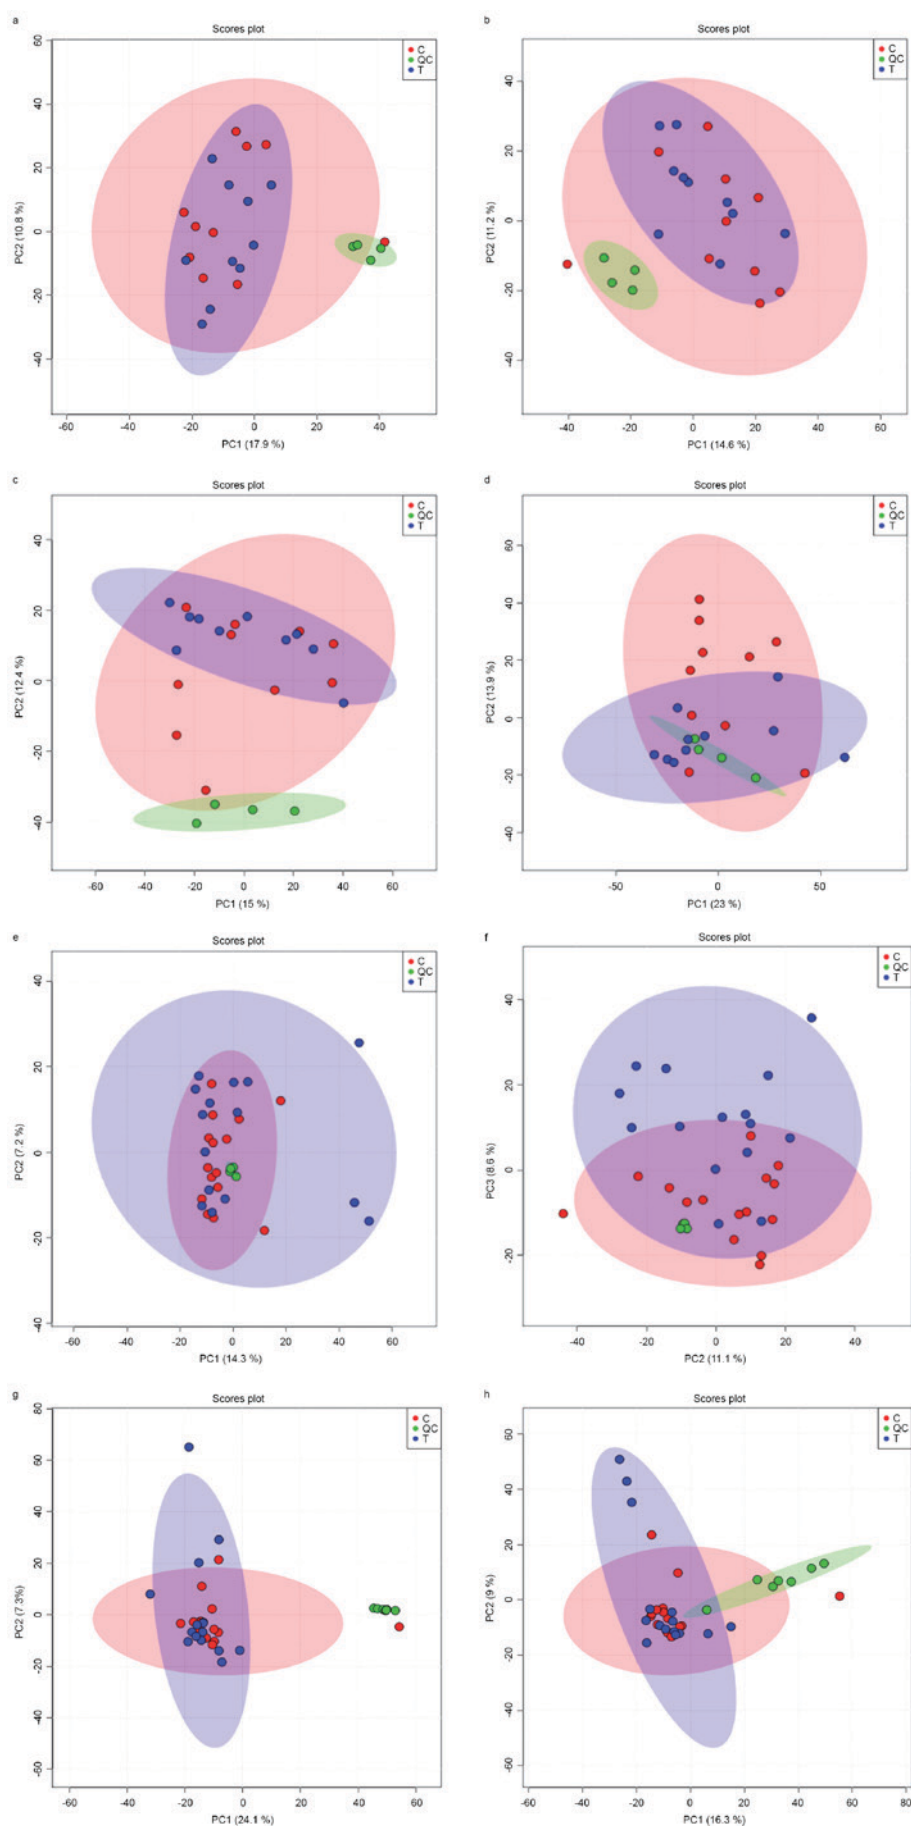 a
Scores plot
C
QC
T
PC2 (10.8 %)
60
40
20
0
-20
-40
-60 -40 -20 0 20 40
PC1 (17.9 %)
b
Scores plot
C
QC
T
PC2 (11.2 %)
40
20
0
-20
-40
-40 -20 0 20 40 60
PC1 (14.6 %)
c
Scores plot
C
QC
T
PC2 (12.4 %)
40
20
0
-20
-40
-60 -40 -20 0 20 40 60
PC1 (15 %)
d
Scores plot
C
QC
T
PC2 (13.9 %)
60
40
20
0
-20
-40
-50 0 50
PC1 (23 %)
e
Scores plot
C
QC
T
PC2 (7.2 %)
40
20
0
-20
-40
-60 -40 -20 0 20 40 60
PC1 (14.3 %)
f
Scores plot
C
QC
T
PC3 (8.6 %)
40
20
0
-20
-40 -20 0 20 40
PC2 (11.1 %)
g
Scores plot
C
QC
T
PC2 (7.3%)
60
40
20
0
-20
-40
-60
-60 -40 -20 0 20 40 60
PC1 (24.1 %)
h
Scores plot
C
QC
T
PC2 (9 %)
60
40
20
0
-20
-40
-60
-60 -40 -20 0 20 40 60 80
PC1 (16.3 %)